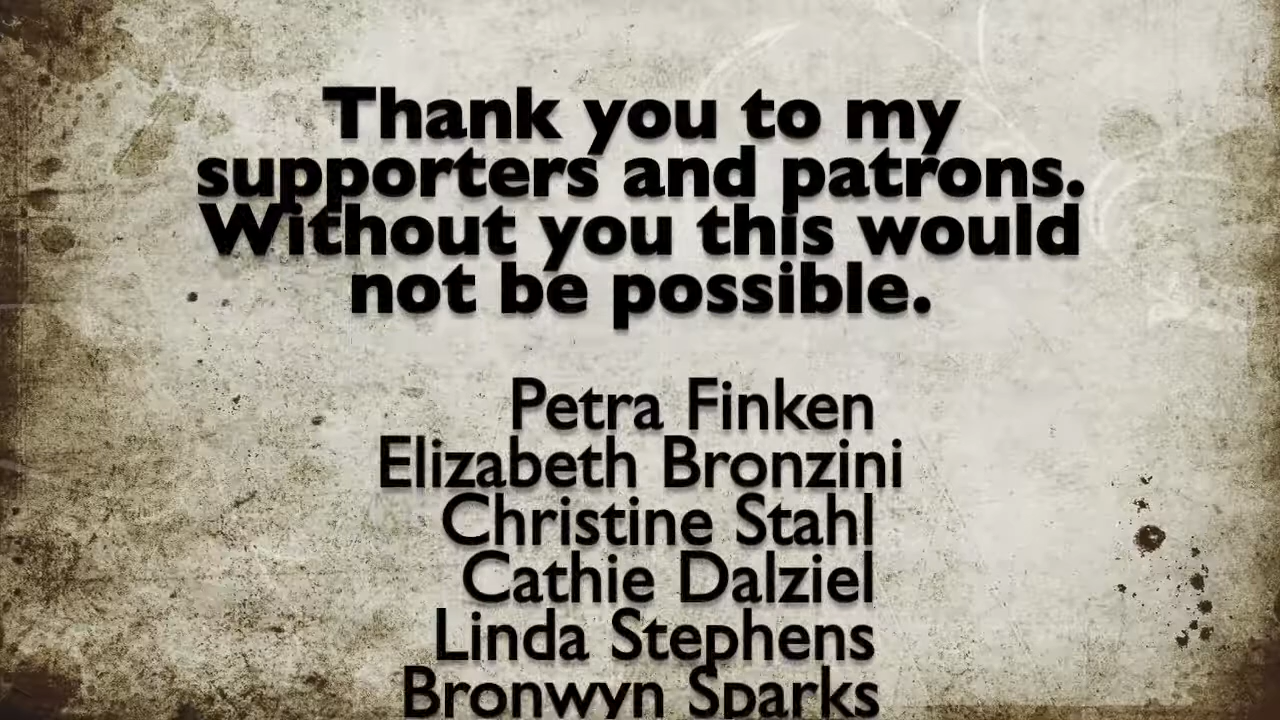 Thank you to my
supporters and patrons.
Without you this would
not be possible.
Petra Finken
Elizabeth Bronzini
Christine Stahl
Cathie Dalziel
Linda Stephens
Bronwyn Sparks